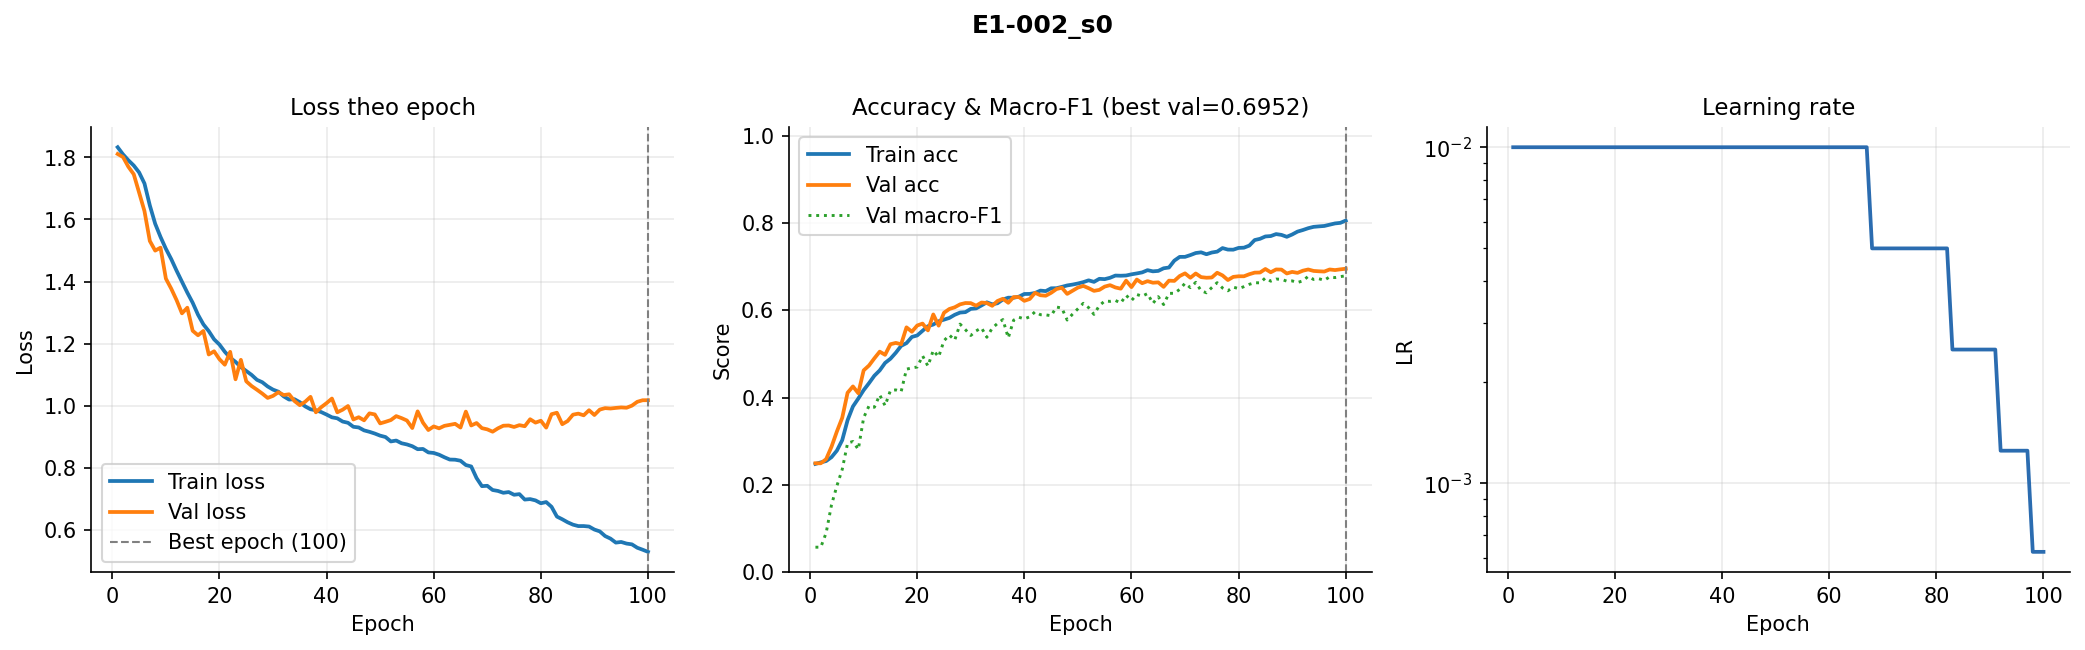 E1-002_s0
Loss theo epoch
Loss
1.8
1.6
1.4
1.2
1.0
0.8
0.6
Train loss
Val loss
Best epoch (100)
0 20 40 60 80 100
Epoch
Accuracy & Macro-F1 (best val=0.6952)
Score
1.0
0.8
0.6
0.4
0.2
0.0
Train acc
Val acc
Val macro-F1
0 20 40 60 80 100
Epoch
Learning rate
LR
10⁻²
10⁻³
0 20 40 60 80 100
Epoch